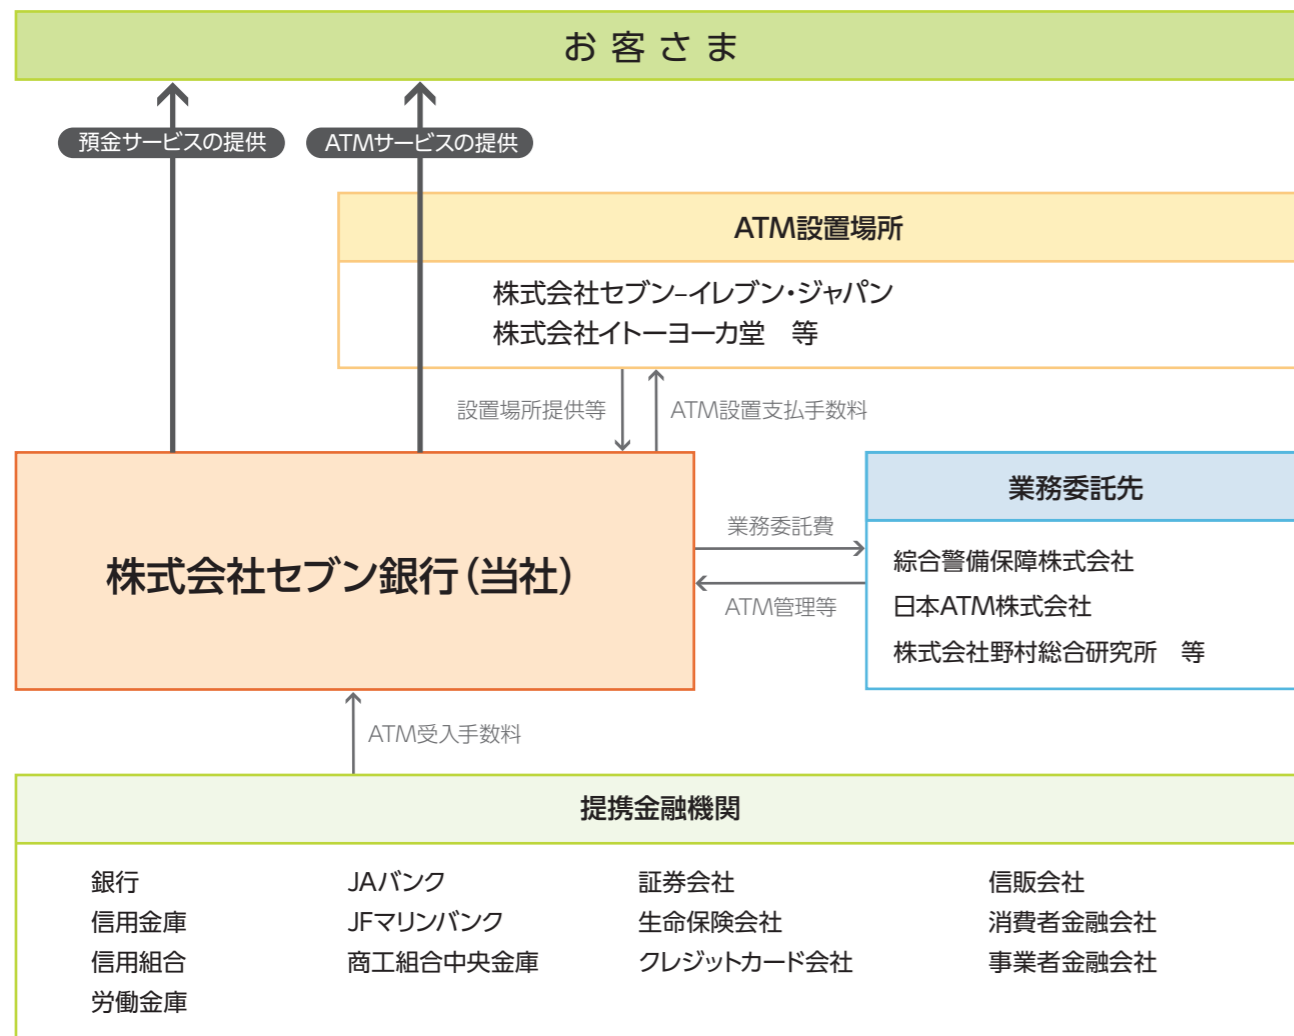 お客さま
預金サービスの提供
ATMサービスの提供
ATM設置場所
株式会社セブン–イレブン・ジャパン
株式会社イトーヨーカ堂　等
設置場所提供等
ATM設置支払手数料
株式会社セブン銀行(当社)
業務委託費
ATM管理等
業務委託先
綜合警備保障株式会社
日本ATM株式会社
株式会社野村総合研究所　等
ATM受入手数料
提携金融機関
銀行
信用金庫
信用組合
労働金庫
JAバンク
JFマリンバンク
商工組合中央金庫
証券会社
生命保険会社
クレジットカード会社
信販会社
消費者金融会社
事業者金融会社